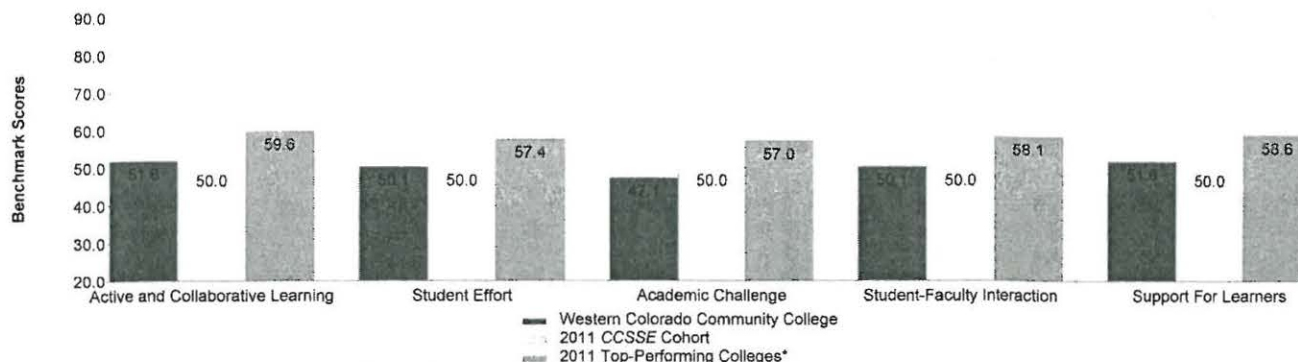 90.0
80.0
70.0
60.0
50.0
40.0
30.0
20.0
Benchmark Scores
51.6 50.0 59.6
50.1 50.0 57.4
47.1 50.0 57.0
50.1 50.0 58.1
50.0 58.6
Active and Collaborative Learning
Student Effort
Academic Challenge
Student-Faculty Interaction
Support For Learners
Western Colorado Community College
2011 CCSSE Cohort
2011 Top-Performing Colleges*